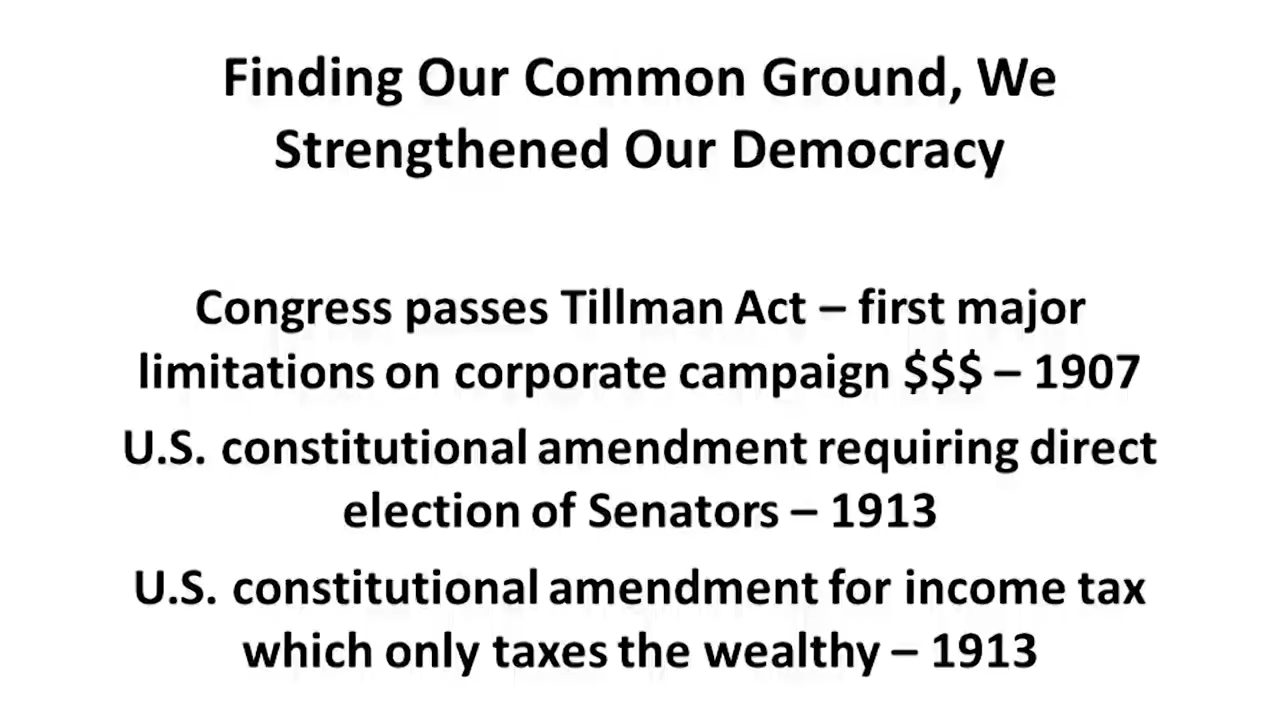 Finding Our Common Ground, We
Strengthened Our Democracy
Congress passes Tillman Act – first major
limitations on corporate campaign $$$ – 1907
U.S. constitutional amendment requiring direct
election of Senators – 1913
U.S. constitutional amendment for income tax
which only taxes the wealthy – 1913